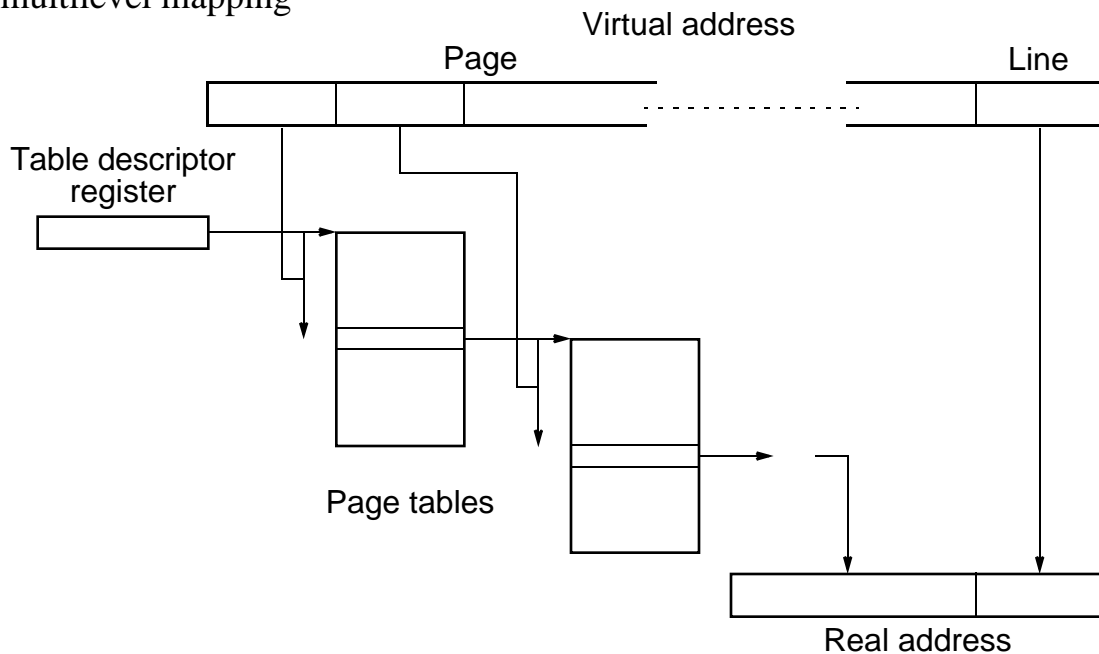 multilevel mapping
Virtual address
Page
Line
Table descriptor
register
Page tables
Real address